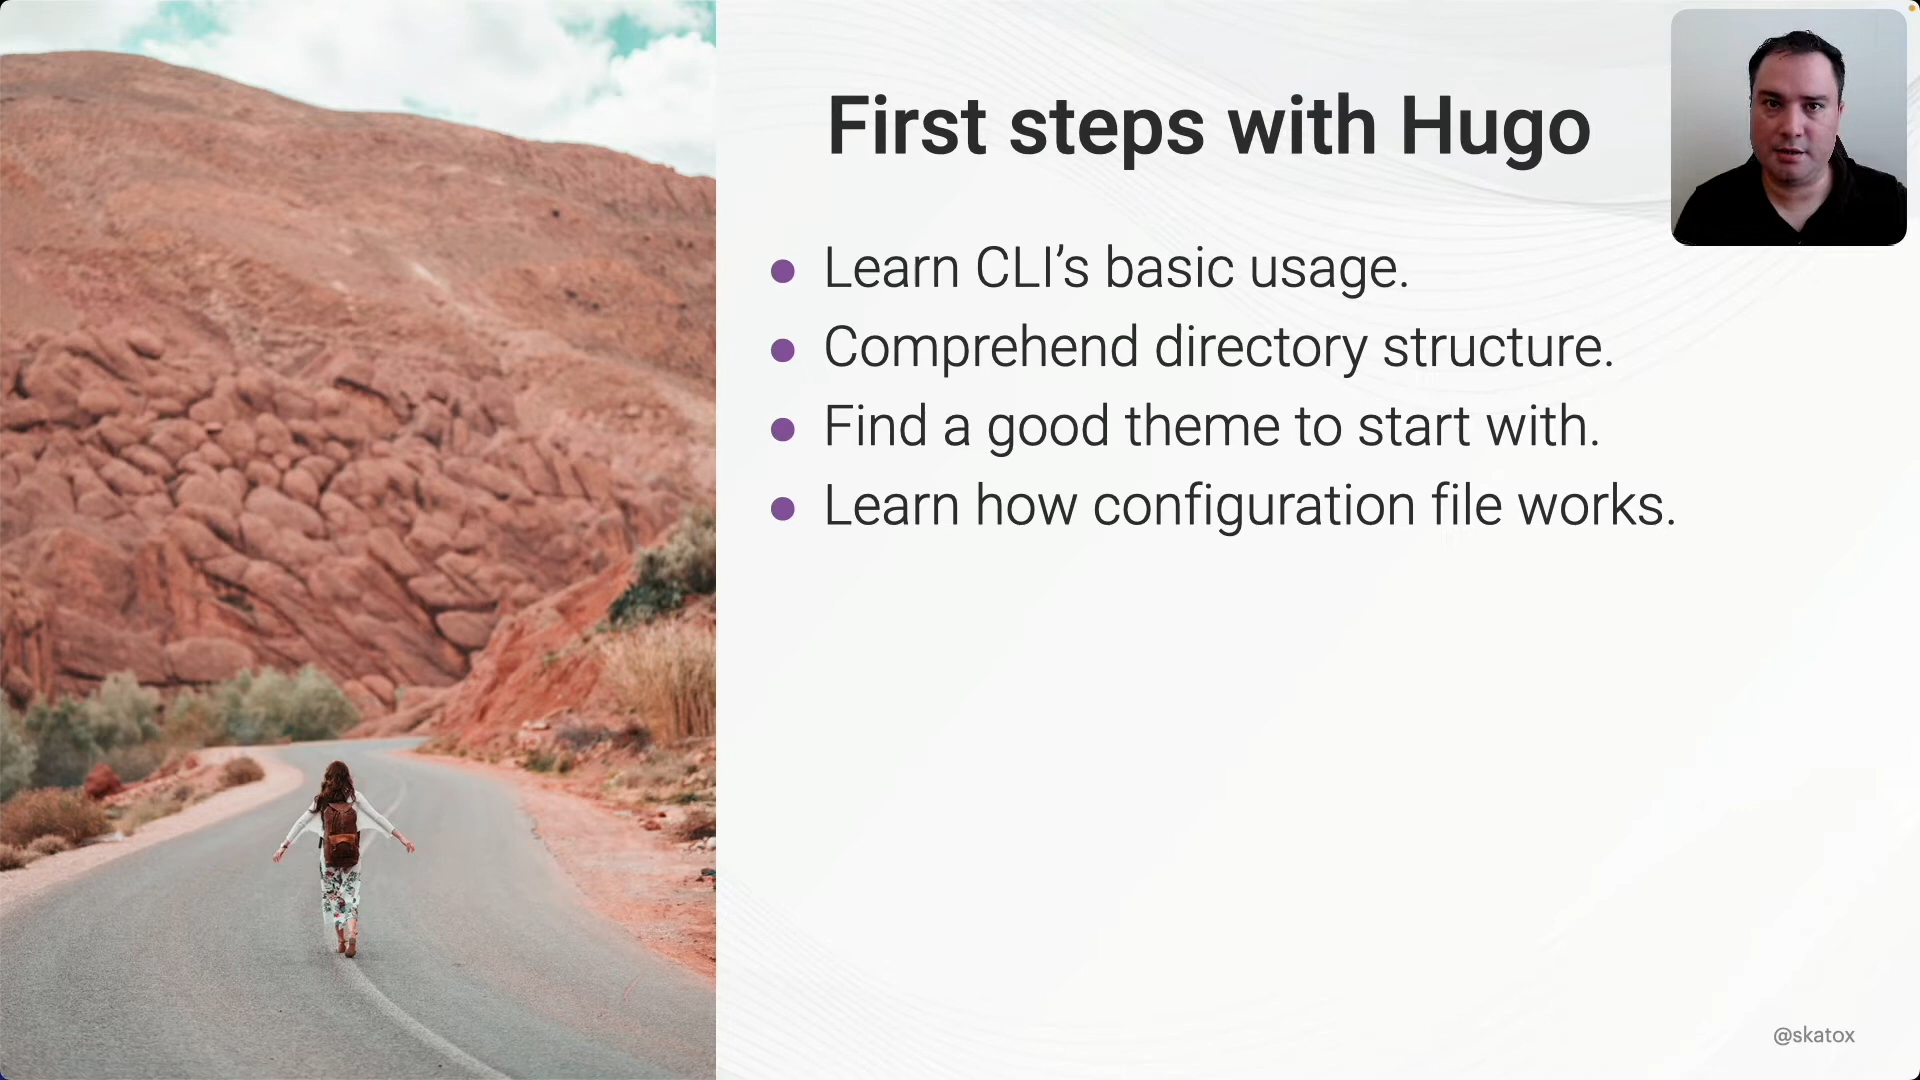 First steps with Hugo
Learn CLI’s basic usage.
Comprehend directory structure.
Find a good theme to start with.
Learn how configuration file works.
@skatox